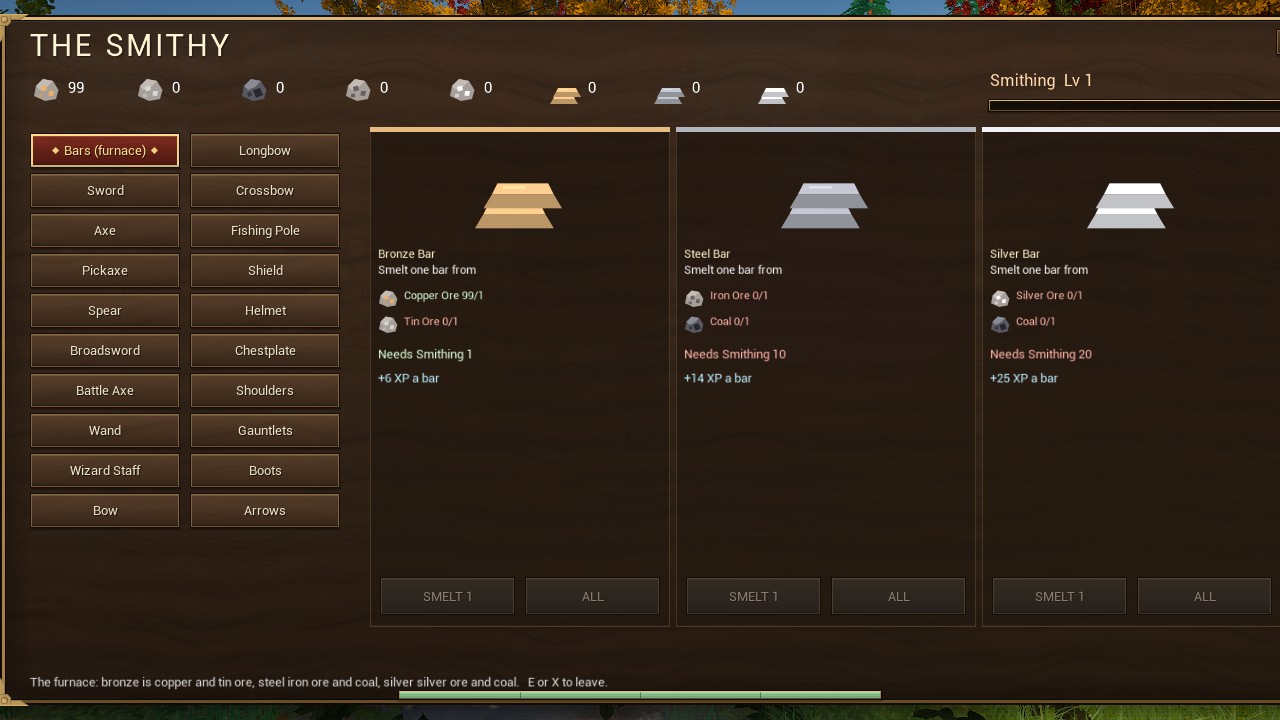 THE SMITHY
99 0 0 0 0 0 0 0
Smithing Lv 1
Bars (furnace)
Longbow
Sword
Crossbow
Axe
Fishing Pole
Pickaxe
Shield
Spear
Helmet
Broadsword
Chestplate
Battle Axe
Shoulders
Wand
Gauntlets
Wizard Staff
Boots
Bow
Arrows
Bronze Bar
Smelt one bar from
Copper Ore 99/1
Tin Ore 0/1
Needs Smithing 1
+6 XP a bar
SMELT 1
ALL
Steel Bar
Smelt one bar from
Iron Ore 0/1
Coal 0/1
Needs Smithing 10
+14 XP a bar
SMELT 1
ALL
Silver Bar
Smelt one bar from
Silver Ore 0/1
Coal 0/1
Needs Smithing 20
+25 XP a bar
SMELT 1
ALL
The furnace: bronze is copper and tin ore, steel iron ore and coal, silver silver ore and coal. E or X to leave.